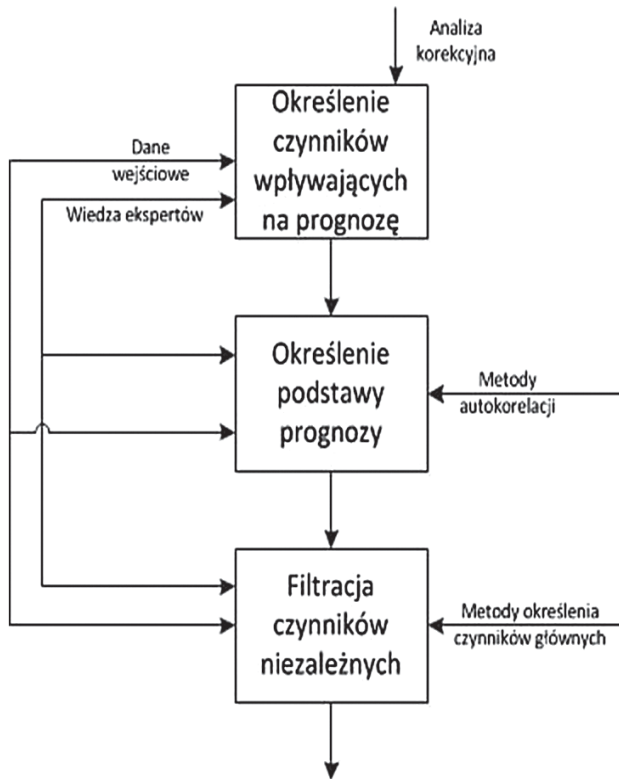 Analiza
korekcyjna
Określenie
czynników
wpływających
na prognozę
Dane
wejściowe
Wiedza ekspertów
Określenie
podstawy
prognozy
Metody
autokorelacji
Filtracja
czynników
niezależnych
Metody określenia
czynników głównych